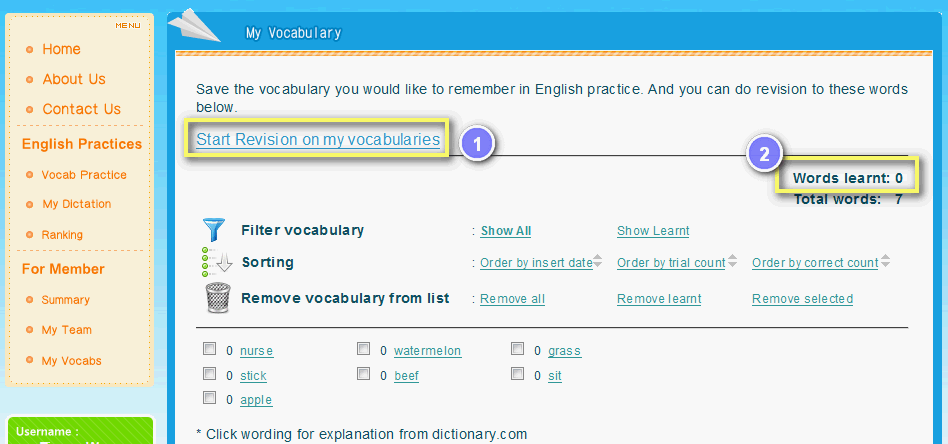 MENU
Home
About Us
Contact Us
English Practices
Vocab Practice
My Dictation
Ranking
For Member
Summary
My Team
My Vocabs
Username :
My Vocabulary
Save the vocabulary you would like to remember in English practice. And you can do revision to these words
below.
Start Revision on my vocabularies
1
2
Words learnt: 0
Total words: 7
Filter vocabulary : Show All Show Learnt
Sorting : Order by insert date Order by trial count Order by correct count
Remove vocabulary from list : Remove all Remove learnt Remove selected
0 nurse 0 watermelon 0 grass
0 stick 0 beef 0 sit
0 apple
* Click wording for explanation from dictionary.com